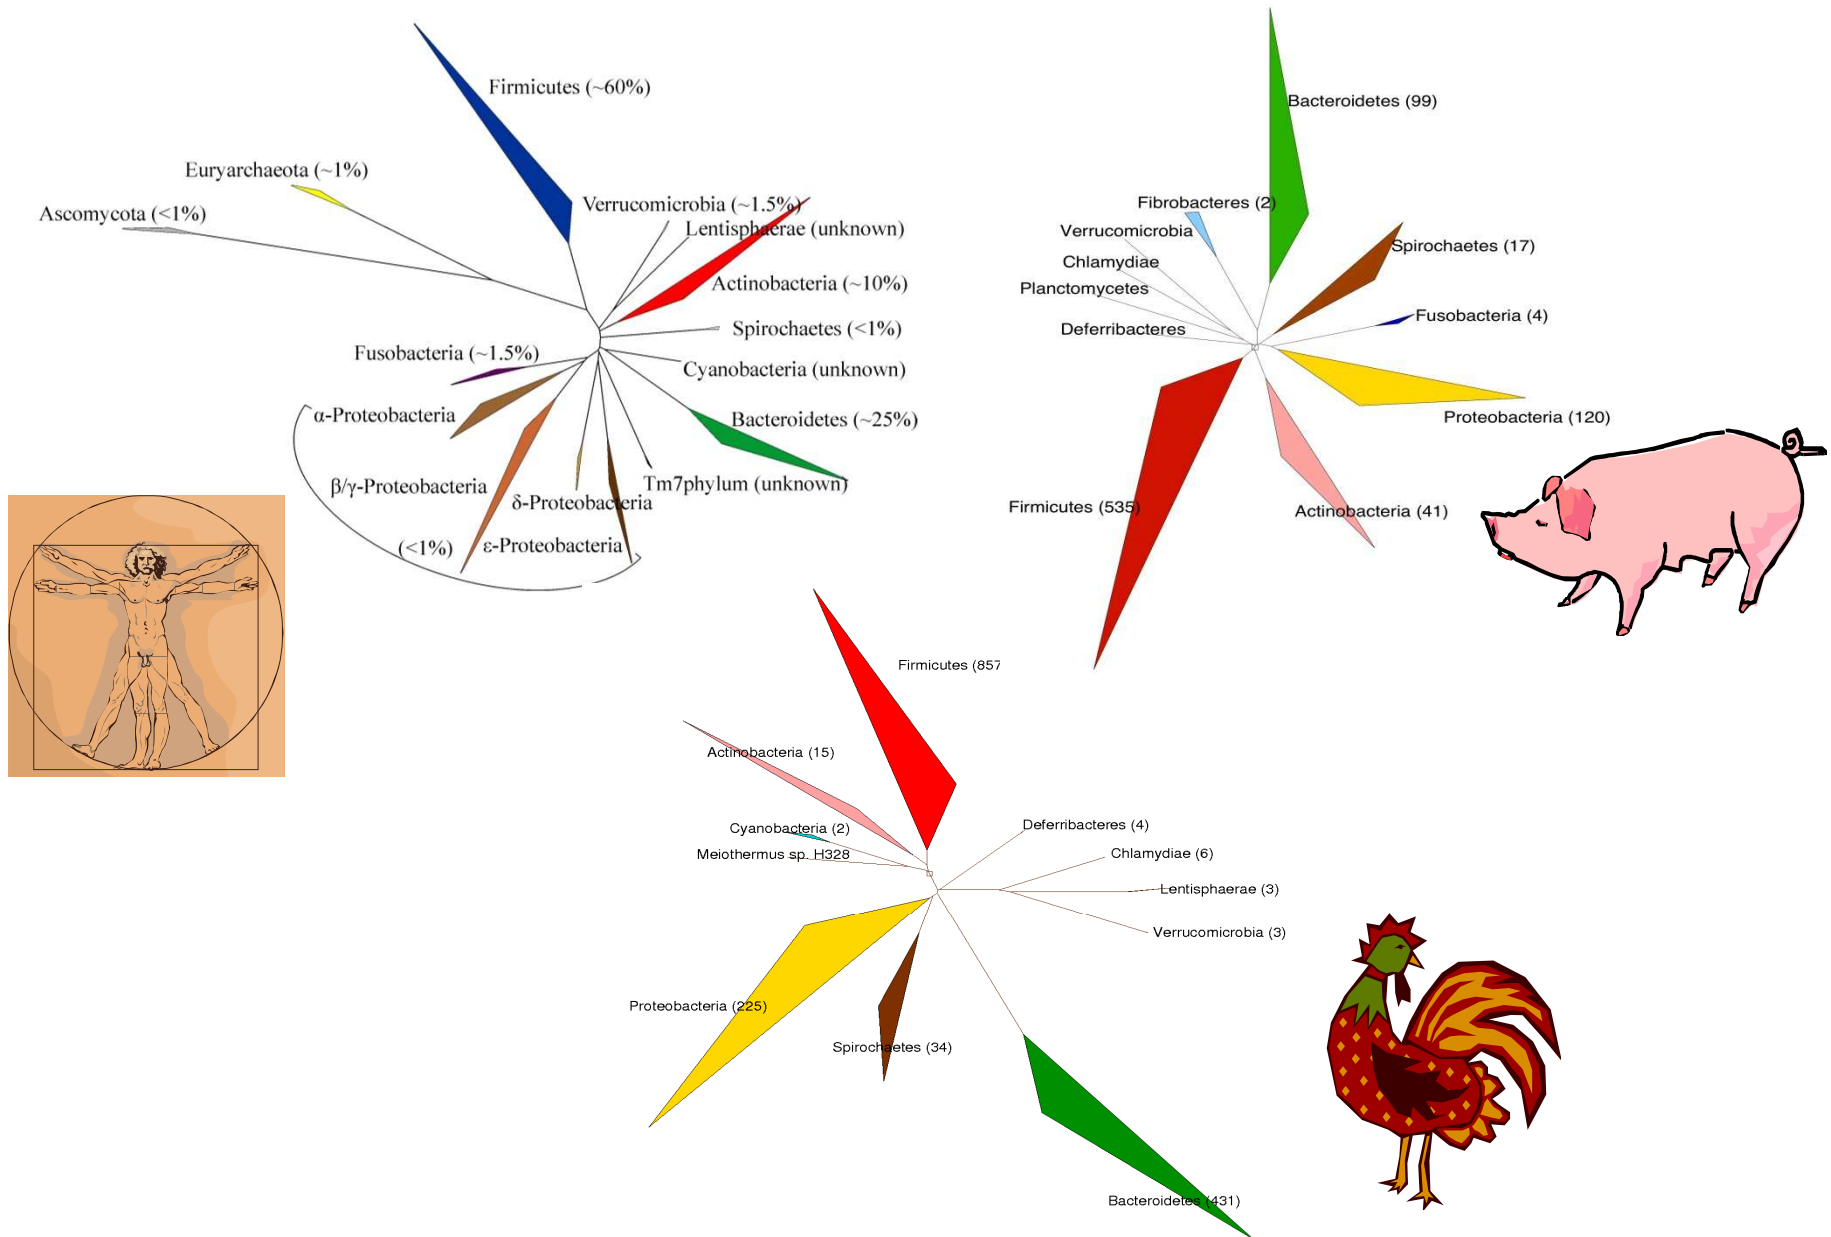 Firmicutes (~60%)
Euryarchaeota (~1%)
Ascomycota (<1%)
Verrucomicrobia (~1.5%)
Lentisphaerae (unknown)
Actinobacteria (~10%)
Spirochaetes (<1%)
Fusobacteria (~1.5%)
Cyanobacteria (unknown)
α-Proteobacteria
Bacteroidetes (~25%)
β/γ-Proteobacteria
Tm7phylum (unknown)
δ-Proteobacteria
(<1%)
ε-Proteobacteria
Bacteroidetes (99)
Fibrobacteres (2)
Verrucomicrobia
Spirochaetes (17)
Chlamydiae
Planctomycetes
Fusobacteria (4)
Deferribacteres
Proteobacteria (120)
Firmicutes (535)
Actinobacteria (41)
Firmicutes (857
Actinobacteria (15)
Cyanobacteria (2)
Deferribacteres (4)
Meiothermus sp. H328
Chlamydiae (6)
Lentisphaerae (3)
Verrucomicrobia (3)
Proteobacteria (225)
Spirochaetes (34)
Bacteroidetes (431)